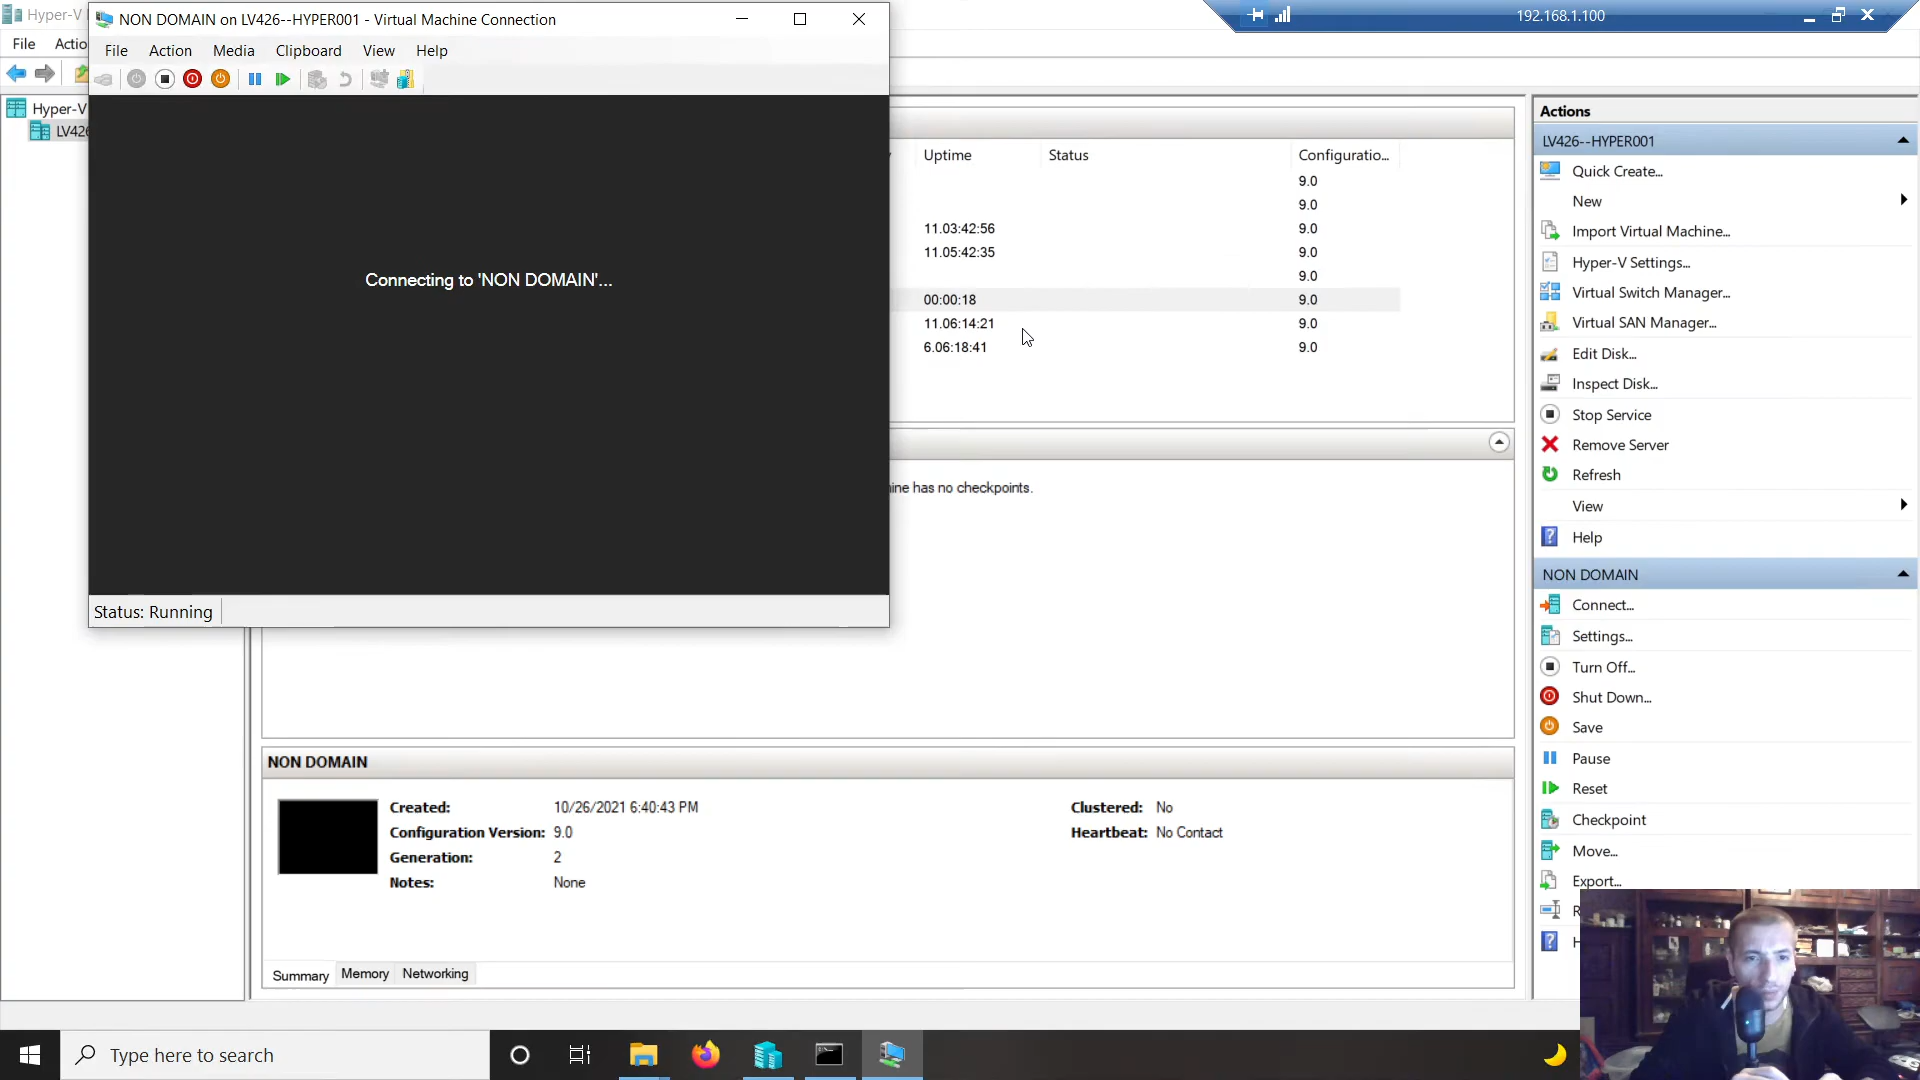 Hyper-V
NON DOMAIN on LV426--HYPER001 - Virtual Machine Connection
192.168.1.100
File
Actio
File Action Media Clipboard View Help
Hyper-V
LV426
Connecting to 'NON DOMAIN'...
Status: Running
Uptime Status Configuratio...
9.0
9.0
11.03:42:56 9.0
11.05:42:35 9.0
9.0
00:00:18 9.0
11.06:14:21 9.0
6.06:18:41 9.0
has no checkpoints.
NON DOMAIN
Created: 10/26/2021 6:40:43 PM Clustered: No
Configuration Version: 9.0 Heartbeat: No Contact
Generation: 2
Notes: None
Summary Memory Networking
Actions
LV426--HYPER001
Quick Create...
New
Import Virtual Machine...
Hyper-V Settings...
Virtual Switch Manager...
Virtual SAN Manager...
Edit Disk...
Inspect Disk...
Stop Service
Remove Server
Refresh
View
Help
NON DOMAIN
Connect...
Settings...
Turn Off...
Shut Down...
Save
Pause
Reset
Checkpoint
Move...
Export...
Type here to search